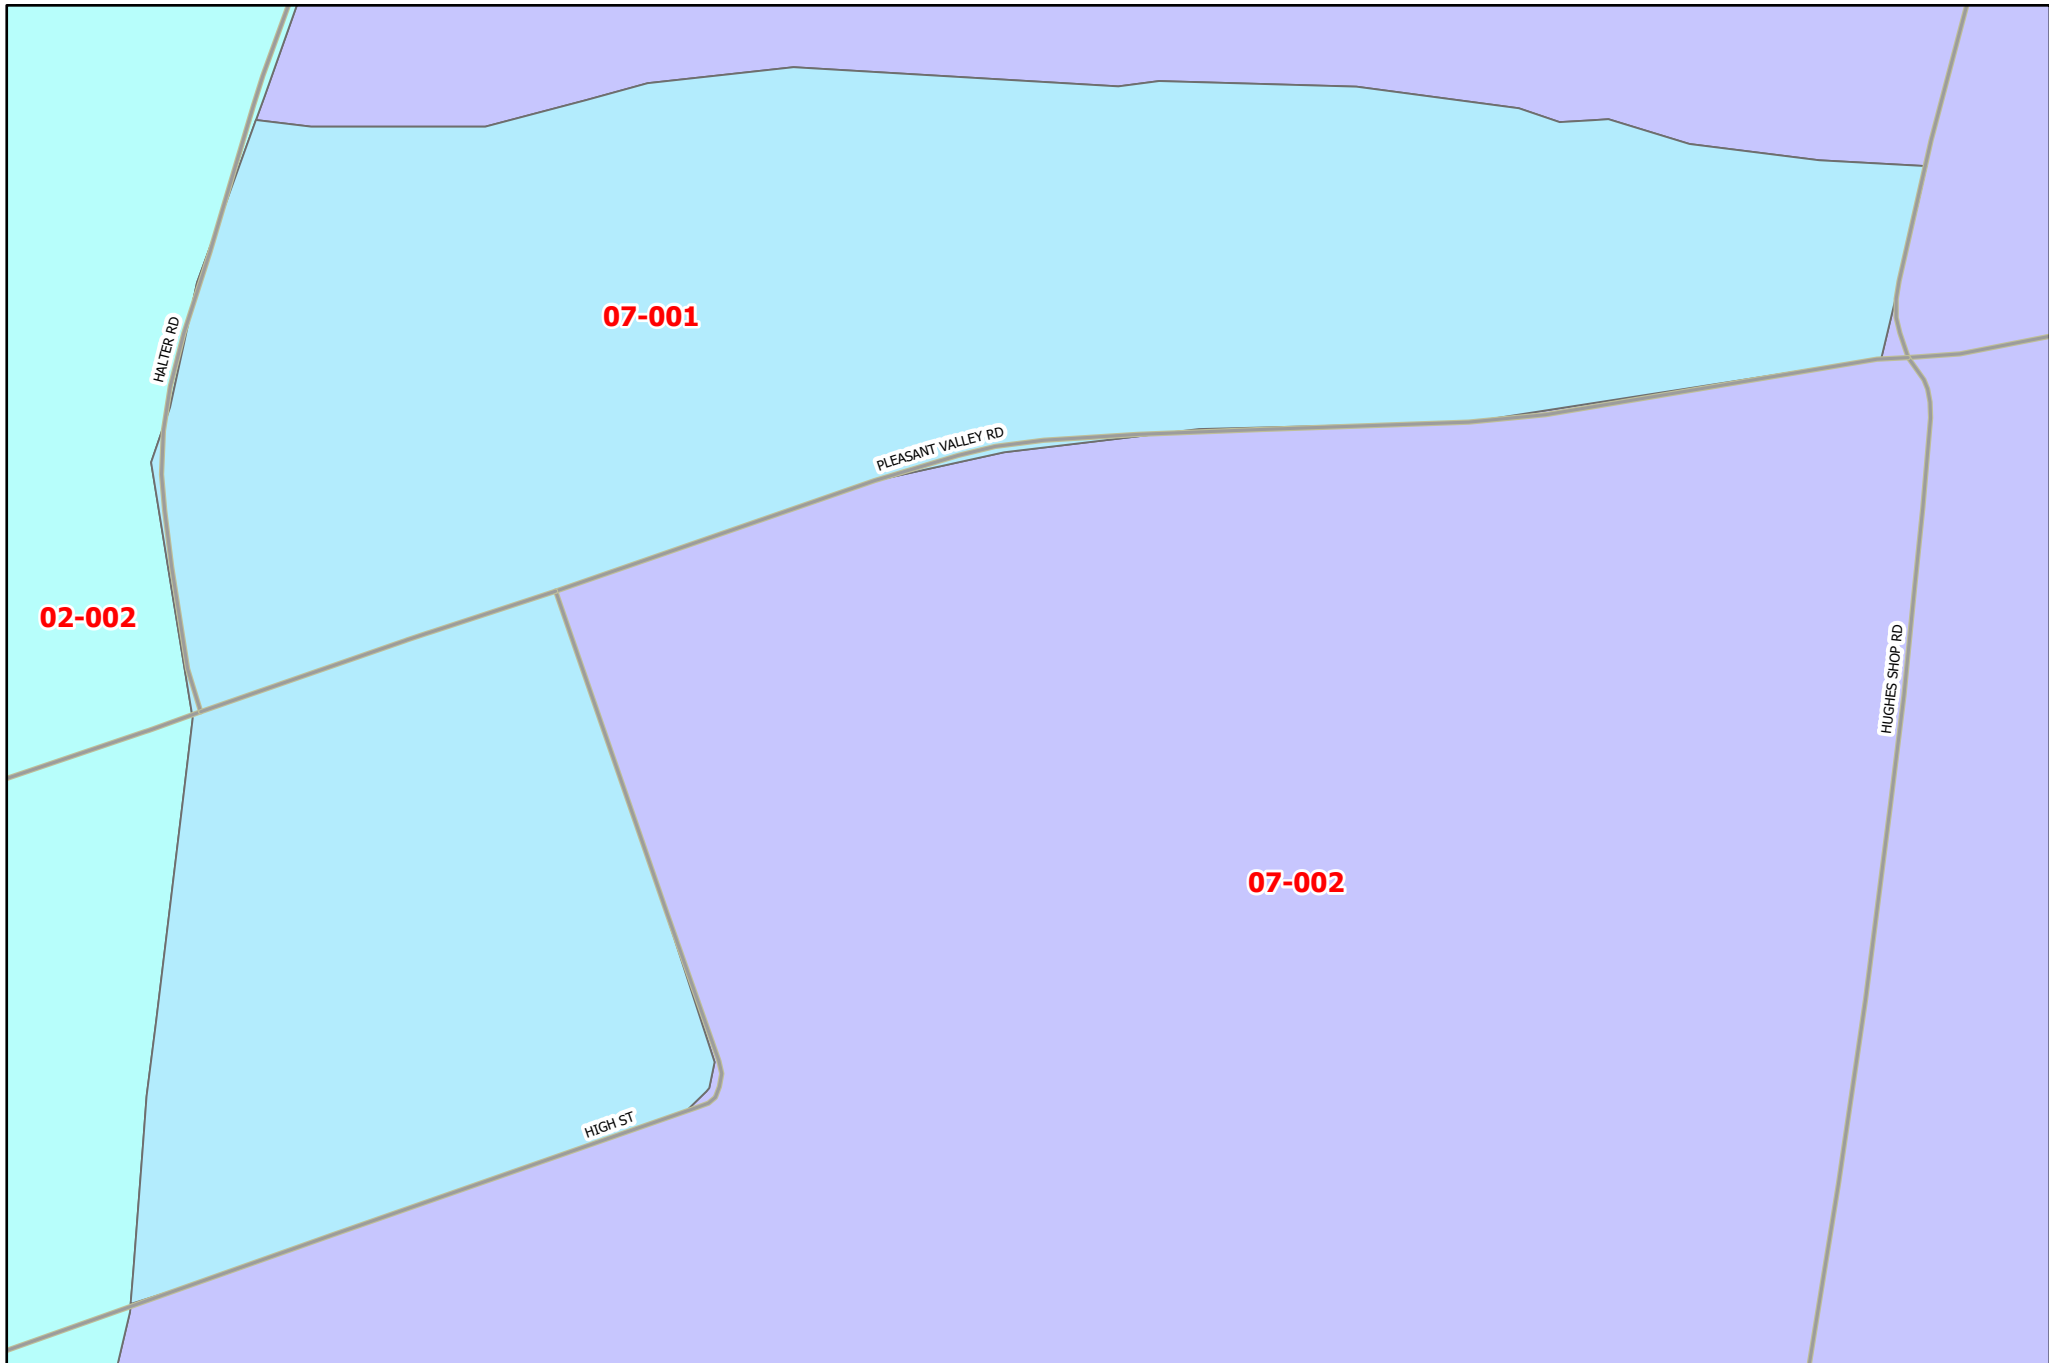 07-001
HALTER RD
PLEASANT VALLEY RD
02-002
HUGHES SHOP RD
07-002
HIGH ST